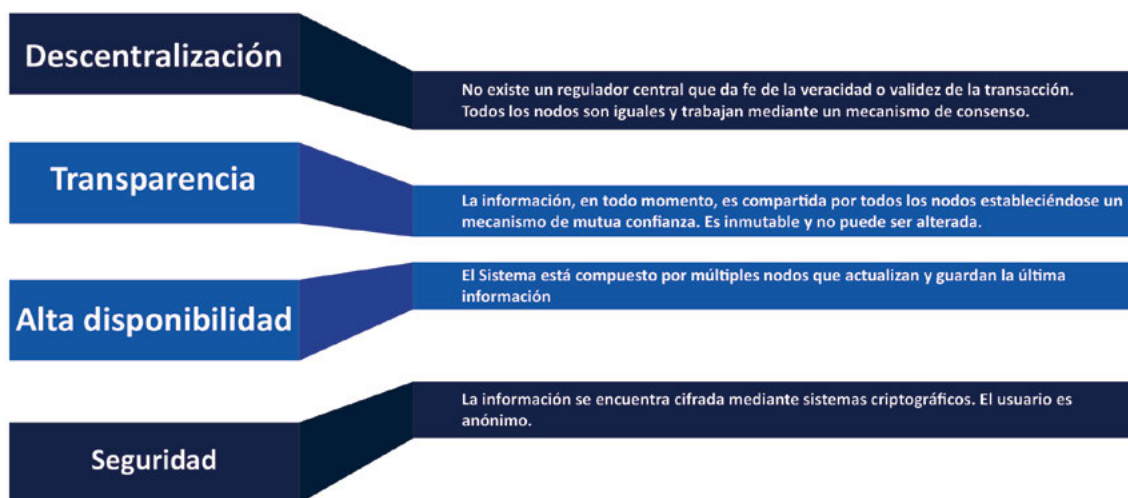 Descentralización
No existe un regulador central que da fe de la veracidad o validez de la transacción.
Todos los nodos son iguales y trabajan mediante un mecanismo de consenso.
Transparencia
La información, en todo momento, es compartida por todos los nodos estableciéndose un
mecanismo de mutua confianza. Es inmutable y no puede ser alterada.
Alta disponibilidad
El Sistema está compuesto por múltiples nodos que actualizan y guardan la última
información
Seguridad
La información se encuentra cifrada mediante sistemas criptográficos. El usuario es
anónimo.